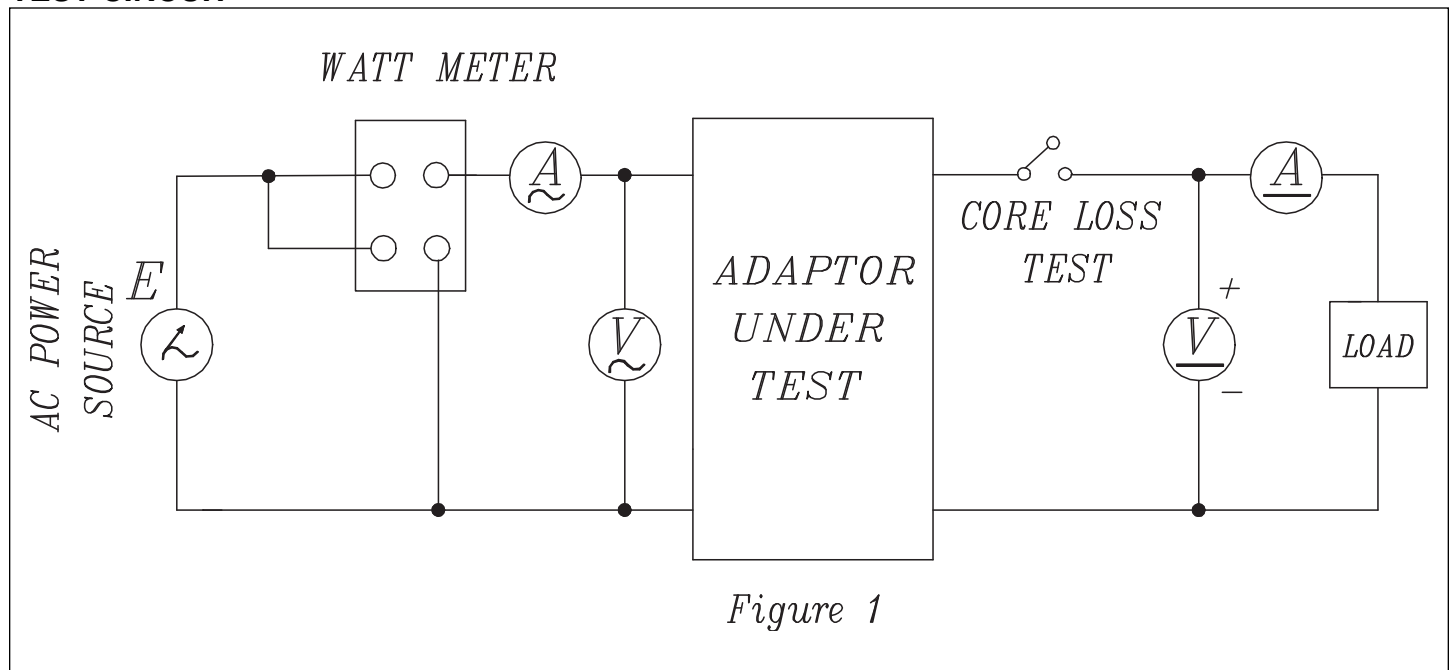 WATT METER
AC POWER
SOURCE
E
A
V
ADAPTOR
UNDER
TEST
CORE LOSS
TEST
A
+
V
-
LOAD
Figure 1